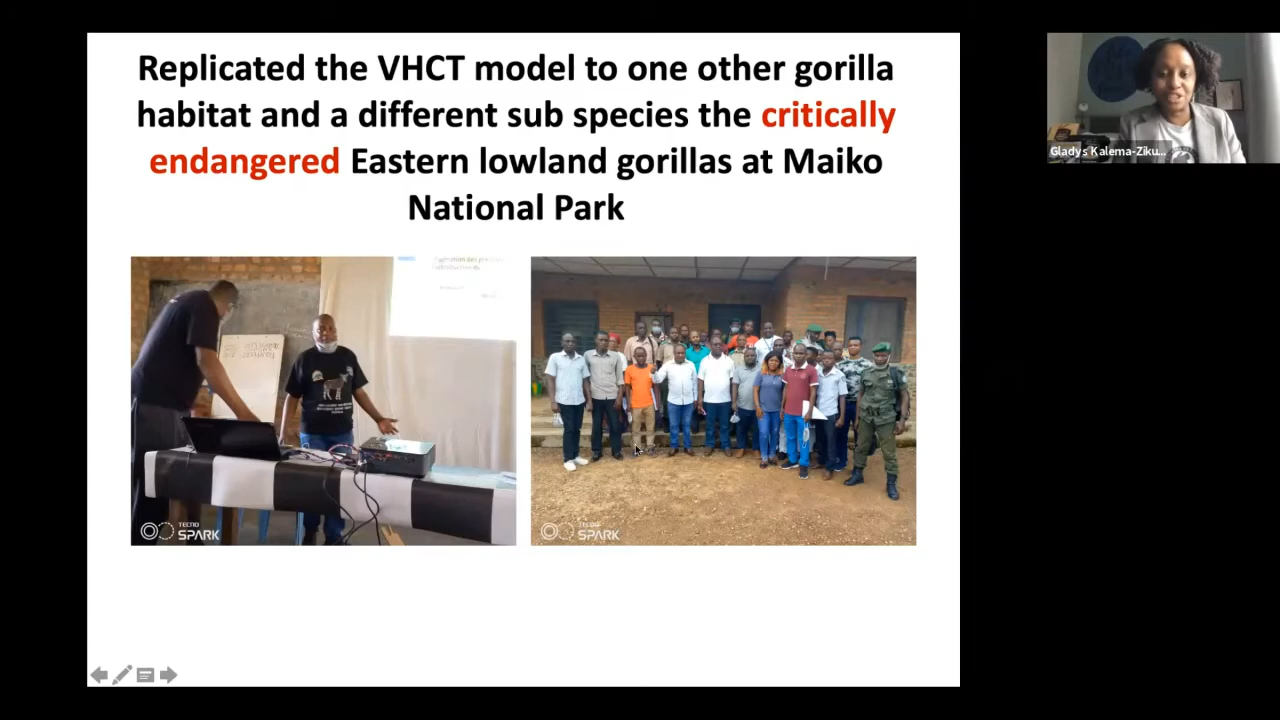 Replicated the VHCT model to one other gorilla
habitat and a different sub species the critically
endangered Eastern lowland gorillas at Maiko
National Park
Gladys Kalema-Ziku...
TECNO
SPARK
TECNO
SPARK